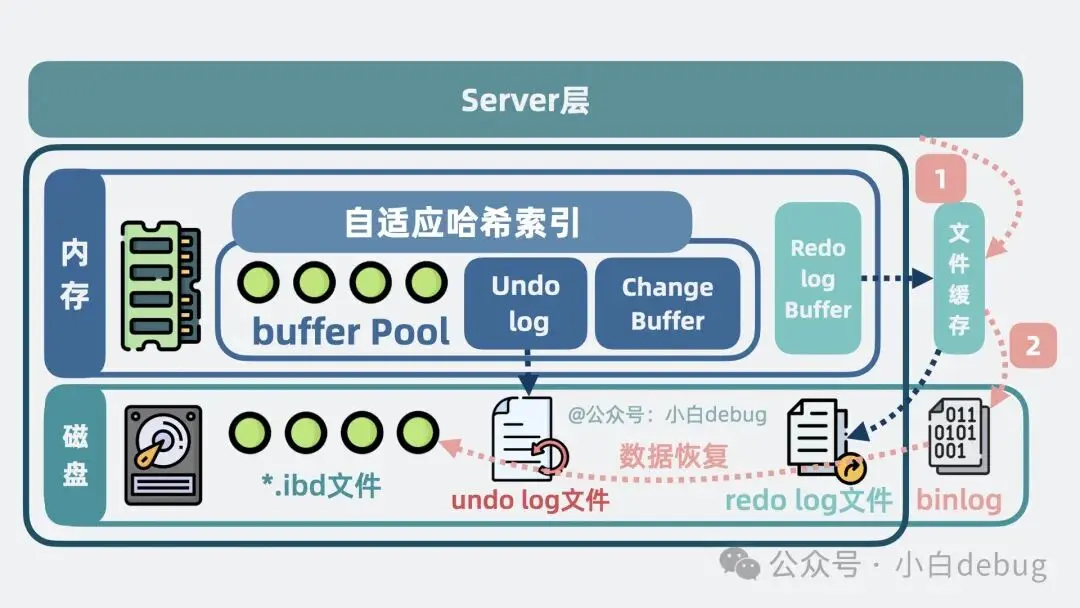 Server层
1
内
存
自适应哈希索引
buffer Pool
Undo
log
Change
Buffer
Redo
log
Buffer
文
件
缓
存
2
磁
盘
*.ibd文件
@公众号：小白debug
数据恢复
undo log文件
redo log文件
011
0101
001
binlog
公众号 · 小白debug